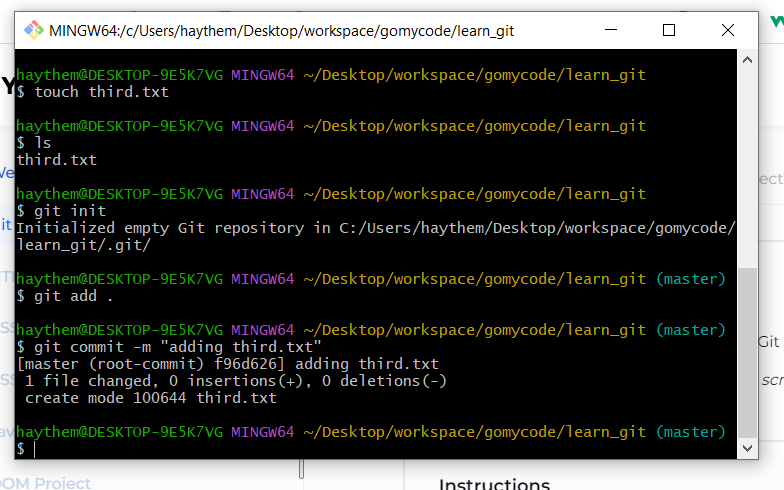 MINGW64:/c/Users/haythem/Desktop/workspace/gomycode/learn_git
haythem@DESKTOP-9E5K7VG MINGW64 ~/Desktop/workspace/gomycode/learn_git
$ touch third.txt
haythem@DESKTOP-9E5K7VG MINGW64 ~/Desktop/workspace/gomycode/learn_git
$ ls
third.txt
haythem@DESKTOP-9E5K7VG MINGW64 ~/Desktop/workspace/gomycode/learn_git
$ git init
Initialized empty Git repository in C:/Users/haythem/Desktop/workspace/gomycode/
learn_git/.git/
haythem@DESKTOP-9E5K7VG MINGW64 ~/Desktop/workspace/gomycode/learn_git (master)
$ git add .
haythem@DESKTOP-9E5K7VG MINGW64 ~/Desktop/workspace/gomycode/learn_git (master)
$ git commit -m "adding third.txt"
[master (root-commit) f96d626] adding third.txt
 1 file changed, 0 insertions(+), 0 deletions(-)
 create mode 100644 third.txt
haythem@DESKTOP-9E5K7VG MINGW64 ~/Desktop/workspace/gomycode/learn_git (master)
$
Git
OOM Project
Instructions